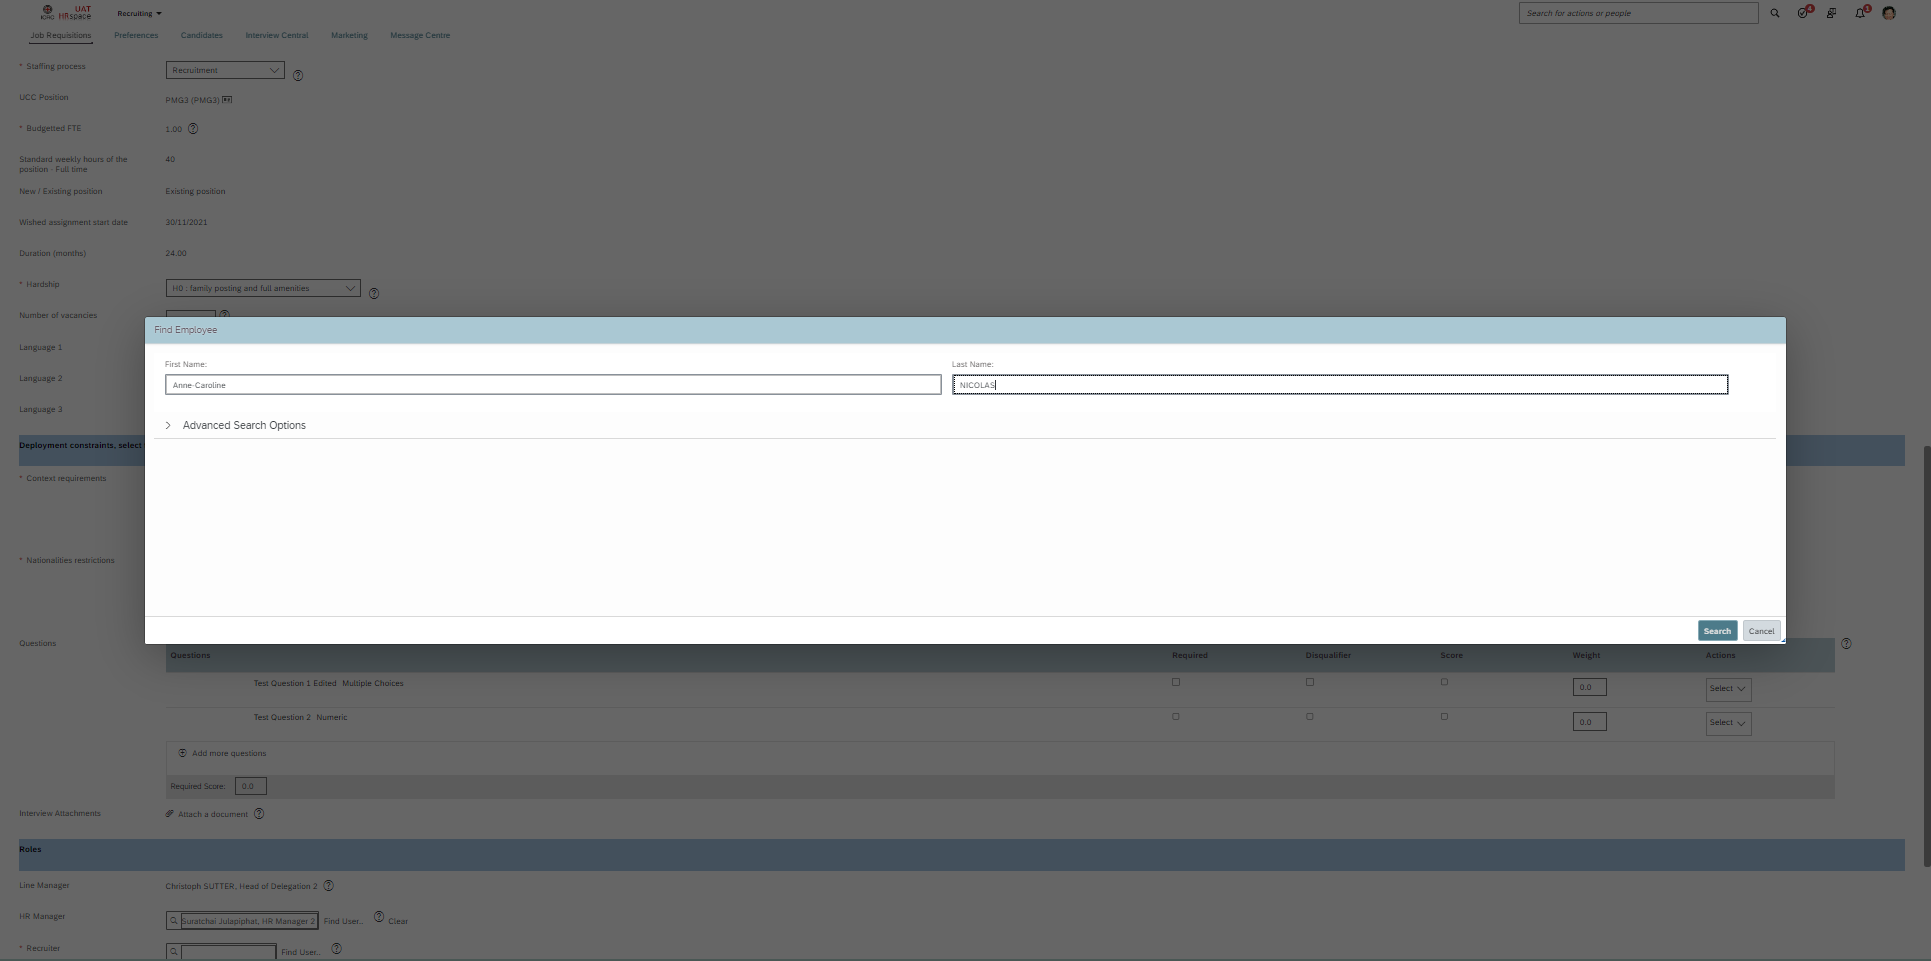 ICRC
UAT
HRspace
Recruiting
Search for actions or people
4
1
Job Requisitions
Preferences
Candidates
Interview Central
Marketing
Message Centre
* Staffing process
Recruitment
UCC Position
PMG3 (PMG3)
* Budgetted FTE
1.00
Standard weekly hours of the
position - Full time
40
New / Existing position
Existing position
Wished assignment start date
30/11/2021
Duration (months)
24.00
* Hardship
H0 : family posting and full amenities
Number of vacancies
Find Employee
Language 1
First Name:
Last Name:
Language 2
Anne-Caroline
NICOLAS
Language 3
Advanced Search Options
Deployment constraints, select
* Context requirements
* Nationalities restrictions
Search
Cancel
Questions
Questions
Required
Disqualifier
Score
Weight
Actions
Test Question 1 Edited Multiple Choices
0.0
Select
Test Question 2 Numeric
0.0
Select
Add more questions
Required Score:
0.0
Interview Attachments
Attach a document
Roles
Line Manager
Christoph SUTTER, Head of Delegation 2
HR Manager
Suratchai Julapiphat, HR Manager 2
Find User...
Clear
* Recruiter
Find User...